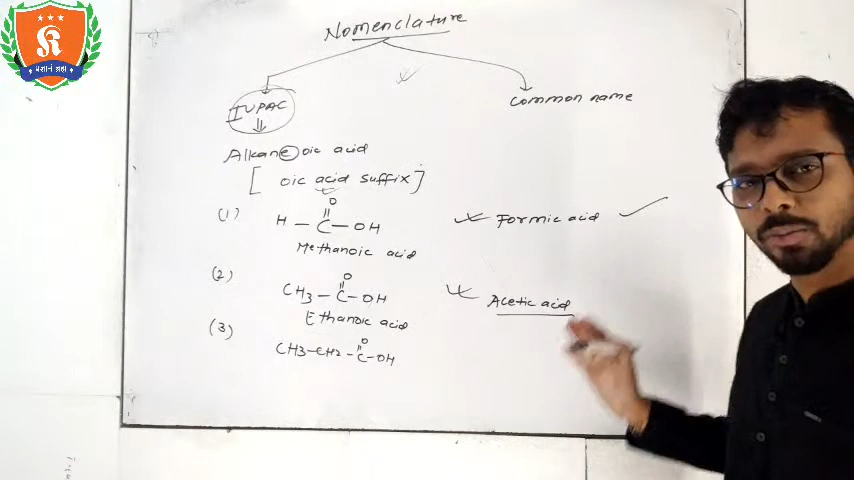 Nomenclature
IUPAC
Common name
Alkane oic acid
[ oic acid suffix ]
(1) H – C – OH
O
Methanoic acid
Formic acid
(2) CH3 – C – OH
O
Ethanoic acid
Acetic acid
(3) CH3–CH2–C–OH
O